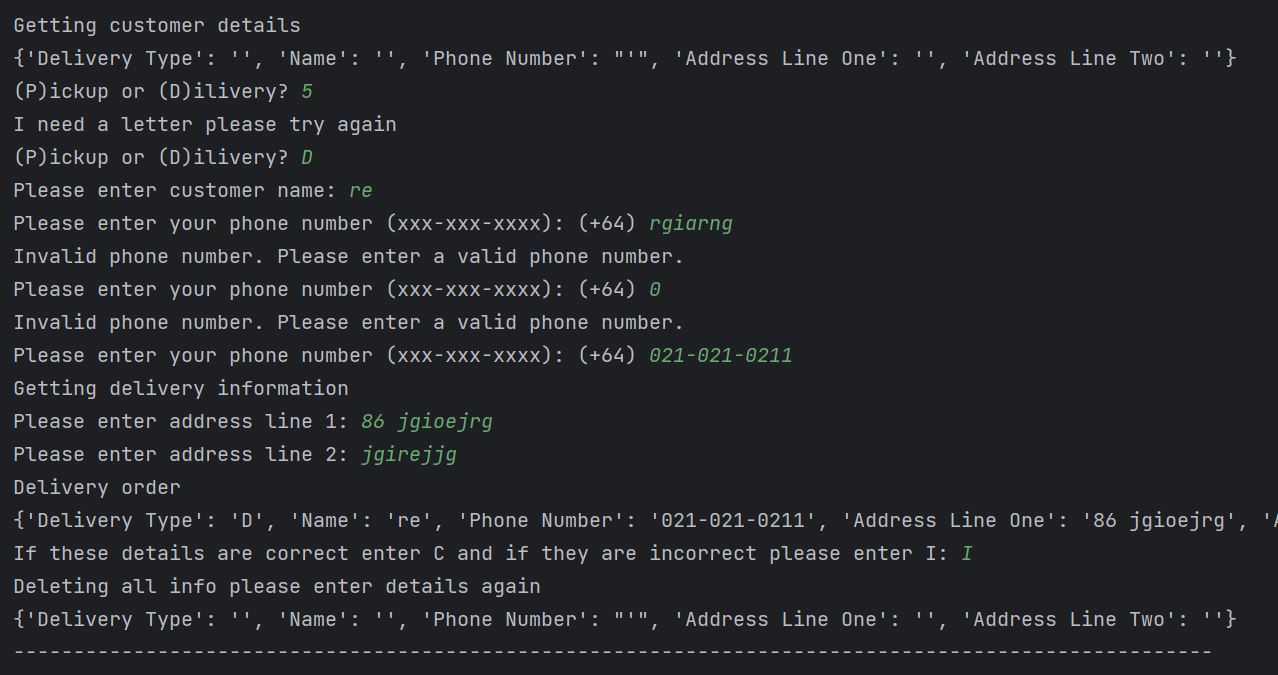 Getting customer details
{'Delivery Type': '', 'Name': '', 'Phone Number': "'", 'Address Line One': '', 'Address Line Two': ''}
(P)ickup or (D)ilivery? 5
I need a letter please try again
(P)ickup or (D)ilivery? D
Please enter customer name: re
Please enter your phone number (xxx-xxx-xxxx): (+64) rgiarng
Invalid phone number. Please enter a valid phone number.
Please enter your phone number (xxx-xxx-xxxx): (+64) 0
Invalid phone number. Please enter a valid phone number.
Please enter your phone number (xxx-xxx-xxxx): (+64) 021-021-0211
Getting delivery information
Please enter address line 1: 86 jgioejrg
Please enter address line 2: jgirejjg
Delivery order
{'Delivery Type': 'D', 'Name': 're', 'Phone Number': '021-021-0211', 'Address Line One': '86 jgioejrg', 'A
If these details are correct enter C and if they are incorrect please enter I: I
Deleting all info please enter details again
{'Delivery Type': '', 'Name': '', 'Phone Number': "'", 'Address Line One': '', 'Address Line Two': ''}
----------------------------------------------------------------------------------------------------